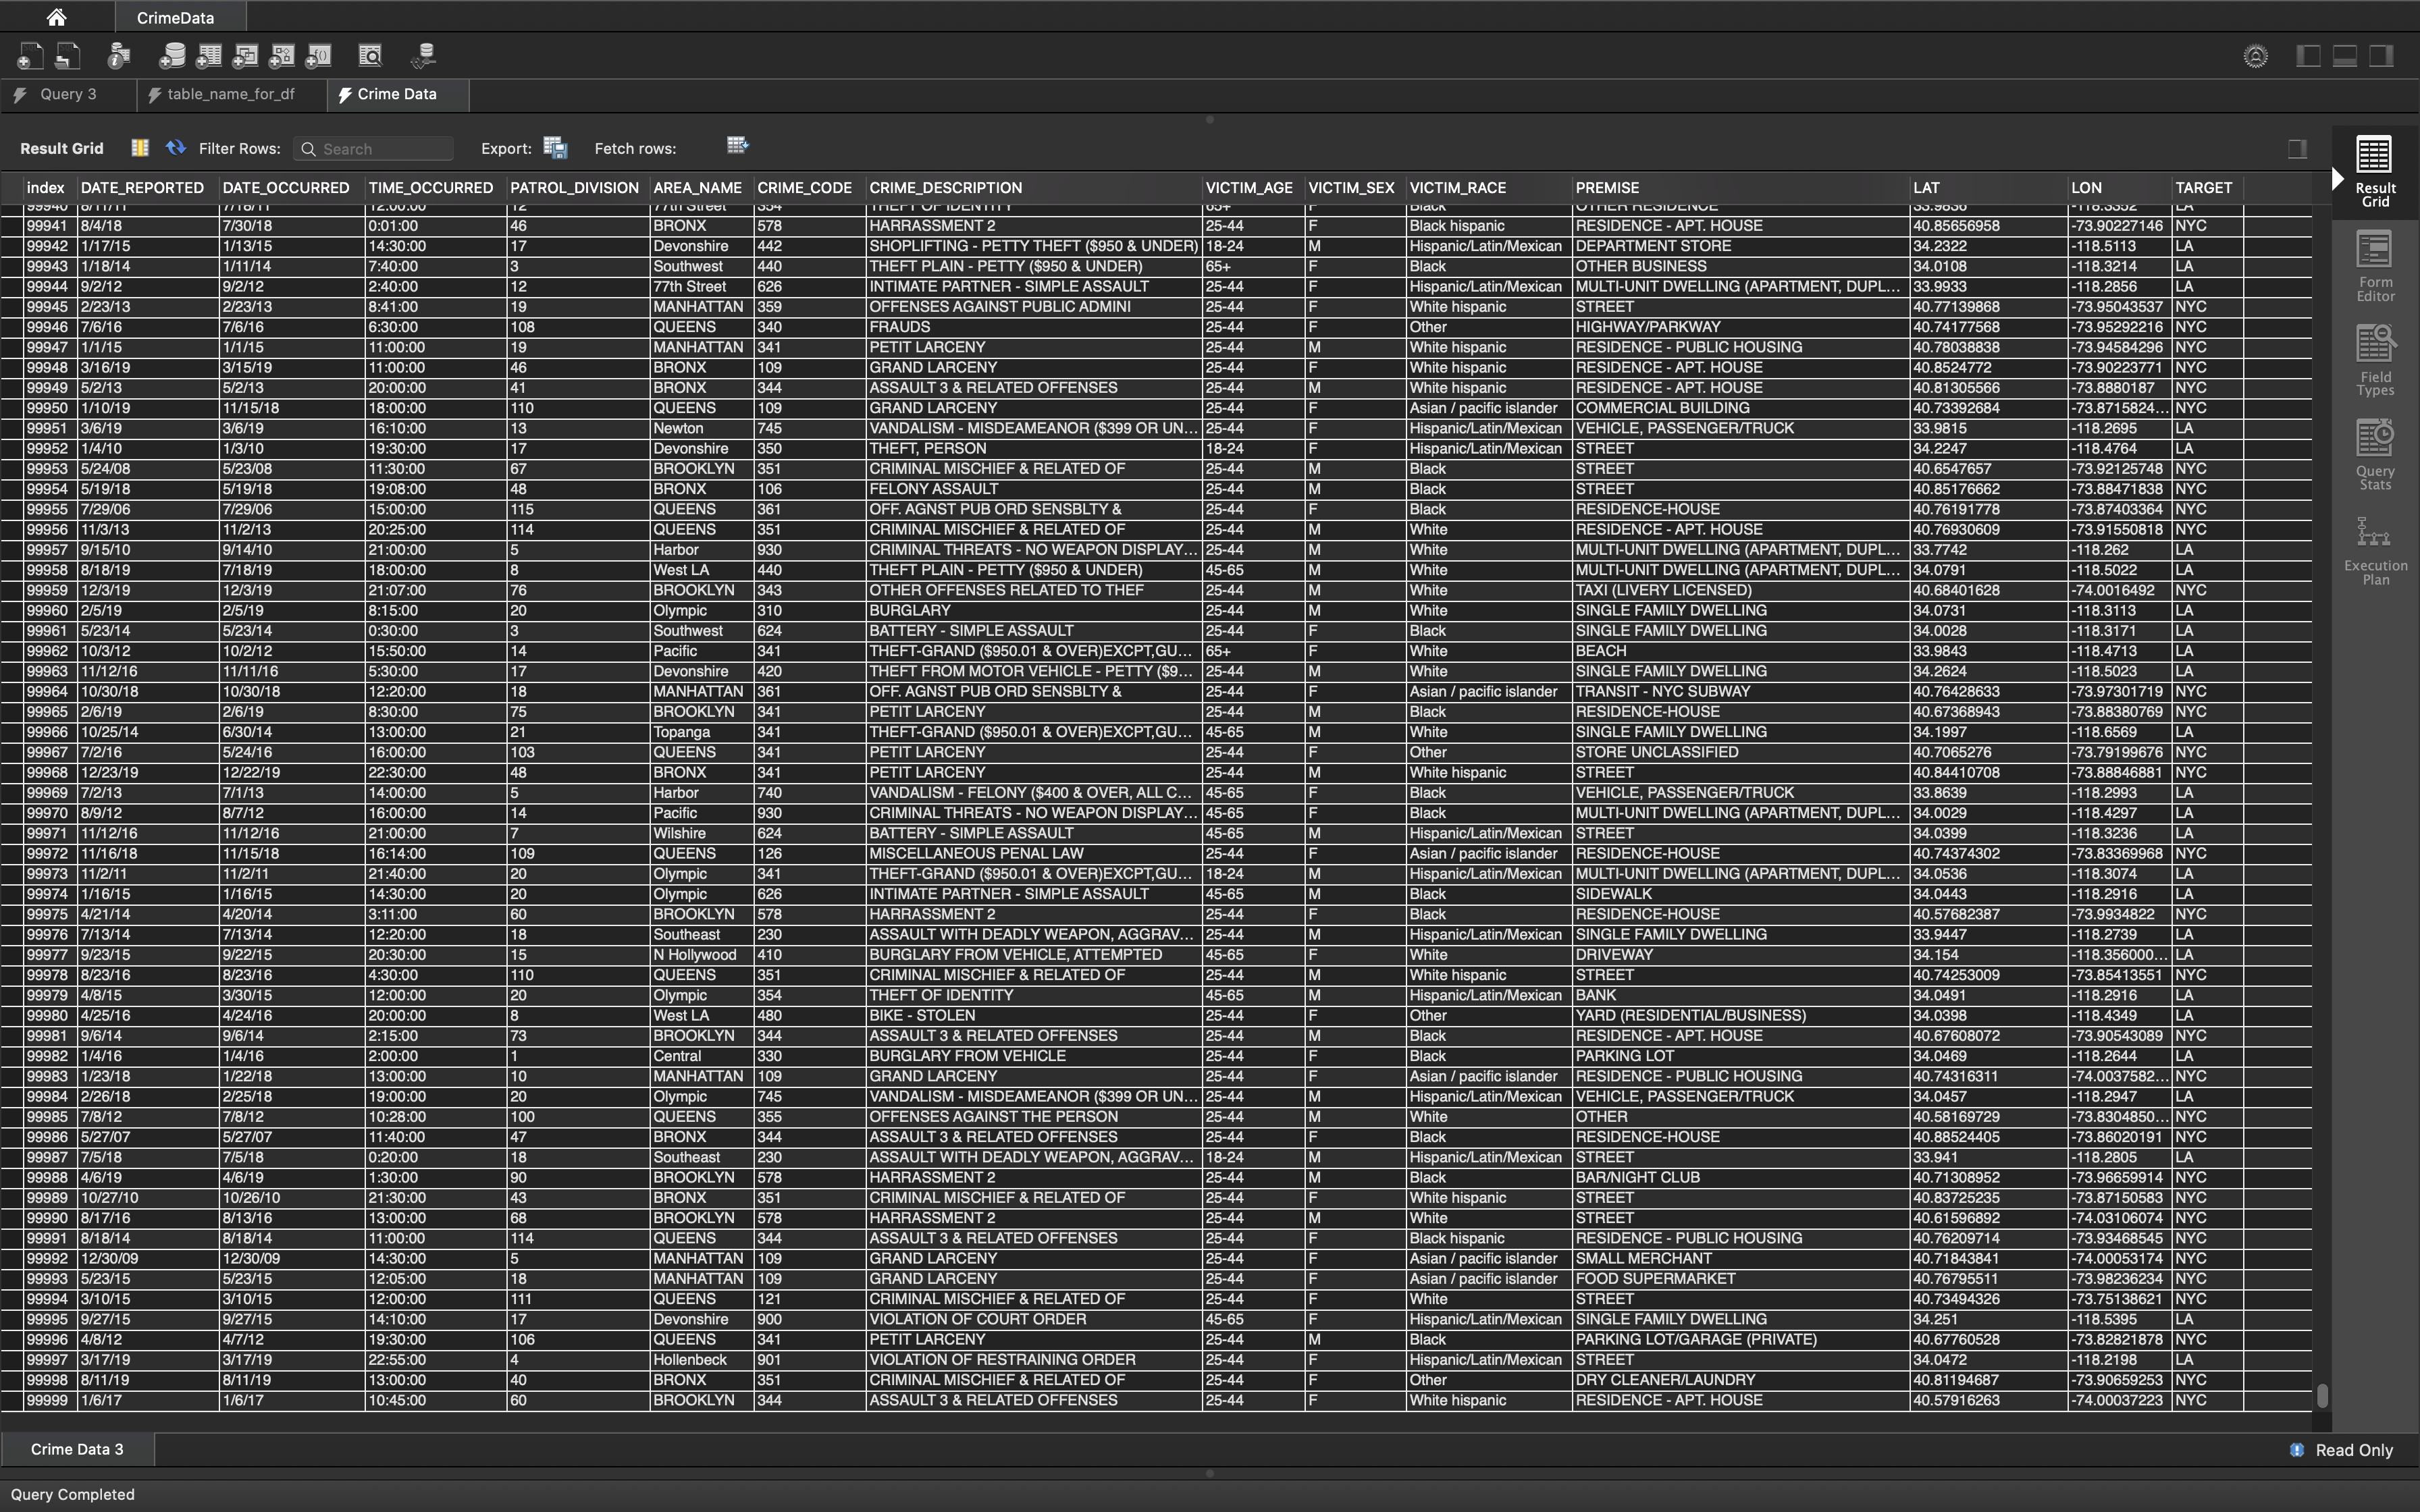 CrimeData
Query 3 table_name_for_df Crime Data
Result Grid Filter Rows: Search Export: Fetch rows:
index DATE_REPORTED DATE_OCCURRED TIME_OCCURRED PATROL_DIVISION AREA_NAME CRIME_CODE CRIME_DESCRIPTION VICTIM_AGE VICTIM_SEX VICTIM_RACE PREMISE LAT LON TARGET
99940 8/11/11 7/18/11 12:00:00 12 77th Street 354 THEFT OF IDENTITY 65+ F Black OTHER RESIDENCE 33.9836 -118.3352 LA
99941 8/4/18 7/30/18 0:01:00 46 BRONX 578 HARRASSMENT 2 25-44 F Black hispanic RESIDENCE - APT. HOUSE 40.85656958 -73.90227146 NYC
99942 1/17/15 1/13/15 14:30:00 17 Devonshire 442 SHOPLIFTING - PETTY THEFT ($950 & UNDER) 18-24 M Hispanic/Latin/Mexican DEPARTMENT STORE 34.2322 -118.5113 LA
99943 1/18/14 1/11/14 7:40:00 3 Southwest 440 THEFT PLAIN - PETTY ($950 & UNDER) 65+ F Black OTHER BUSINESS 34.0108 -118.3214 LA
99944 9/2/12 9/2/12 2:40:00 12 77th Street 626 INTIMATE PARTNER - SIMPLE ASSAULT 25-44 F Hispanic/Latin/Mexican MULTI-UNIT DWELLING (APARTMENT, DUPL... 33.9933 -118.2856 LA
99945 2/23/13 2/23/13 8:41:00 19 MANHATTAN 359 OFFENSES AGAINST PUBLIC ADMINI 25-44 F White hispanic STREET 40.77139868 -73.95043537 NYC
99946 7/6/16 7/6/16 6:30:00 108 QUEENS 340 FRAUDS 25-44 F Other HIGHWAY/PARKWAY 40.74177568 -73.95292216 NYC
99947 1/1/15 1/1/15 11:00:00 19 MANHATTAN 341 PETIT LARCENY 25-44 M White hispanic RESIDENCE - PUBLIC HOUSING 40.78038838 -73.94584296 NYC
99948 3/16/19 3/15/19 11:00:00 46 BRONX 109 GRAND LARCENY 25-44 F White hispanic RESIDENCE - APT. HOUSE 40.8524772 -73.90223771 NYC
99949 5/2/13 5/2/13 20:00:00 41 BRONX 344 ASSAULT 3 & RELATED OFFENSES 25-44 M White hispanic RESIDENCE - APT. HOUSE 40.81305566 -73.8880187 NYC
99950 1/10/19 11/15/18 18:00:00 110 QUEENS 109 GRAND LARCENY 25-44 F Asian / pacific islander COMMERCIAL BUILDING 40.73392684 -73.8715824... NYC
99951 3/6/19 3/6/19 16:10:00 13 Newton 745 VANDALISM - MISDEAMEANOR ($399 OR UN... 25-44 F Hispanic/Latin/Mexican VEHICLE, PASSENGER/TRUCK 33.9815 -118.2695 LA
99952 1/4/10 1/3/10 19:30:00 17 Devonshire 350 THEFT, PERSON 18-24 F Hispanic/Latin/Mexican STREET 34.2247 -118.4764 LA
99953 5/24/08 5/23/08 11:30:00 67 BROOKLYN 351 CRIMINAL MISCHIEF & RELATED OF 25-44 M Black STREET 40.6547657 -73.92125748 NYC
99954 5/19/18 5/19/18 19:08:00 48 BRONX 106 FELONY ASSAULT 25-44 M Black STREET 40.85176662 -73.88471838 NYC
99955 7/29/06 7/29/06 15:00:00 115 QUEENS 361 OFF. AGNST PUB ORD SENSBLTY & 25-44 F Black RESIDENCE-HOUSE 40.76191778 -73.87403364 NYC
99956 11/3/13 11/2/13 20:25:00 114 QUEENS 351 CRIMINAL MISCHIEF & RELATED OF 25-44 M White RESIDENCE - APT. HOUSE 40.76930609 -73.91550818 NYC
99957 9/15/10 9/14/10 21:00:00 5 Harbor 930 CRIMINAL THREATS - NO WEAPON DISPLAY... 25-44 M White MULTI-UNIT DWELLING (APARTMENT, DUPL... 33.7742 -118.262 LA
99958 8/18/19 7/18/19 18:00:00 8 West LA 440 THEFT PLAIN - PETTY ($950 & UNDER) 45-65 M White MULTI-UNIT DWELLING (APARTMENT, DUPL... 34.0791 -118.5022 LA
99959 12/3/19 12/3/19 21:07:00 76 BROOKLYN 343 OTHER OFFENSES RELATED TO THEF 25-44 M White TAXI (LIVERY LICENSED) 40.68401628 -74.0016492 NYC
99960 2/5/19 2/5/19 8:15:00 20 Olympic 310 BURGLARY 25-44 M White SINGLE FAMILY DWELLING 34.0731 -118.3113 LA
99961 5/23/14 5/23/14 0:30:00 3 Southwest 624 BATTERY - SIMPLE ASSAULT 25-44 F Black SINGLE FAMILY DWELLING 34.0028 -118.3171 LA
99962 10/3/12 10/2/12 15:50:00 14 Pacific 341 THEFT-GRAND ($950.01 & OVER)EXCPT,GU... 65+ F White BEACH 33.9843 -118.4713 LA
99963 11/12/16 11/11/16 5:30:00 17 Devonshire 420 THEFT FROM MOTOR VEHICLE - PETTY ($9... 25-44 M White SINGLE FAMILY DWELLING 34.2624 -118.5023 LA
99964 10/30/18 10/30/18 12:20:00 18 MANHATTAN 361 OFF. AGNST PUB ORD SENSBLTY & 25-44 F Asian / pacific islander TRANSIT - NYC SUBWAY 40.76428633 -73.97301719 NYC
99965 2/6/19 2/6/19 8:30:00 75 BROOKLYN 341 PETIT LARCENY 25-44 M Black RESIDENCE-HOUSE 40.67368943 -73.88380769 NYC
99966 10/25/14 6/30/14 13:00:00 21 Topanga 341 THEFT-GRAND ($950.01 & OVER)EXCPT,GU... 45-65 M White SINGLE FAMILY DWELLING 34.1997 -118.6569 LA
99967 7/2/16 5/24/16 16:00:00 103 QUEENS 341 PETIT LARCENY 25-44 F Other STORE UNCLASSIFIED 40.7065276 -73.79199676 NYC
99968 12/23/19 12/22/19 22:30:00 48 BRONX 341 PETIT LARCENY 25-44 M White hispanic STREET 40.84410708 -73.88846881 NYC
99969 7/2/13 7/1/13 14:00:00 5 Harbor 740 VANDALISM - FELONY ($400 & OVER, ALL C... 45-65 F Black VEHICLE, PASSENGER/TRUCK 33.8639 -118.2993 LA
99970 8/9/12 8/7/12 16:00:00 14 Pacific 930 CRIMINAL THREATS - NO WEAPON DISPLAY... 45-65 F Black MULTI-UNIT DWELLING (APARTMENT, DUPL... 34.0029 -118.4297 LA
99971 11/12/16 11/12/16 21:00:00 7 Wilshire 624 BATTERY - SIMPLE ASSAULT 45-65 M Hispanic/Latin/Mexican STREET 34.0399 -118.3236 LA
99972 11/16/18 11/15/18 16:14:00 109 QUEENS 126 MISCELLANEOUS PENAL LAW 25-44 F Asian / pacific islander RESIDENCE-HOUSE 40.74374302 -73.83369968 NYC
99973 11/2/11 11/2/11 21:40:00 20 Olympic 341 THEFT-GRAND ($950.01 & OVER)EXCPT,GU... 18-24 M Hispanic/Latin/Mexican MULTI-UNIT DWELLING (APARTMENT, DUPL... 34.0536 -118.3074 LA
99974 1/16/15 1/16/15 14:30:00 20 Olympic 626 INTIMATE PARTNER - SIMPLE ASSAULT 45-65 M Black SIDEWALK 34.0443 -118.2916 LA
99975 4/21/14 4/20/14 3:11:00 60 BROOKLYN 578 HARRASSMENT 2 25-44 F Black RESIDENCE-HOUSE 40.57682387 -73.9934822 NYC
99976 7/13/14 7/13/14 12:20:00 18 Southeast 230 ASSAULT WITH DEADLY WEAPON, AGGRAV... 25-44 M Hispanic/Latin/Mexican SINGLE FAMILY DWELLING 33.9447 -118.2739 LA
99977 9/23/15 9/22/15 20:30:00 15 N Hollywood 410 BURGLARY FROM VEHICLE, ATTEMPTED 45-65 F White DRIVEWAY 34.154 -118.356000... LA
99978 8/23/16 8/23/16 4:30:00 110 QUEENS 351 CRIMINAL MISCHIEF & RELATED OF 25-44 M White hispanic STREET 40.74253009 -73.85413551 NYC
99979 4/8/15 3/30/15 12:00:00 20 Olympic 354 THEFT OF IDENTITY 45-65 M Hispanic/Latin/Mexican BANK 34.0491 -118.2916 LA
99980 4/25/16 4/24/16 20:00:00 8 West LA 480 BIKE - STOLEN 25-44 F Other YARD (RESIDENTIAL/BUSINESS) 34.0398 -118.4349 LA
99981 9/6/14 9/6/14 2:15:00 73 BROOKLYN 344 ASSAULT 3 & RELATED OFFENSES 25-44 M Black RESIDENCE - APT. HOUSE 40.67608072 -73.90543089 NYC
99982 1/4/16 1/4/16 2:00:00 1 Central 330 BURGLARY FROM VEHICLE 25-44 F Black PARKING LOT 34.0469 -118.2644 LA
99983 1/23/18 1/22/18 13:00:00 10 MANHATTAN 109 GRAND LARCENY 25-44 F Asian / pacific islander RESIDENCE - PUBLIC HOUSING 40.74316311 -74.0037582... NYC
99984 2/26/18 2/25/18 19:00:00 20 Olympic 745 VANDALISM - MISDEAMEANOR ($399 OR UN... 25-44 M Hispanic/Latin/Mexican VEHICLE, PASSENGER/TRUCK 34.0457 -118.2947 LA
99985 7/8/12 7/8/12 10:28:00 100 QUEENS 355 OFFENSES AGAINST THE PERSON 25-44 M White OTHER 40.58169729 -73.8304850... NYC
99986 5/27/07 5/27/07 11:40:00 47 BRONX 344 ASSAULT 3 & RELATED OFFENSES 25-44 F Black RESIDENCE-HOUSE 40.88524405 -73.86020191 NYC
99987 7/5/18 7/5/18 0:20:00 18 Southeast 230 ASSAULT WITH DEADLY WEAPON, AGGRAV... 18-24 M Hispanic/Latin/Mexican STREET 33.941 -118.2805 LA
99988 4/6/19 4/6/19 1:30:00 90 BROOKLYN 578 HARRASSMENT 2 25-44 M Black BAR/NIGHT CLUB 40.71308952 -73.96659914 NYC
99989 10/27/10 10/26/10 21:30:00 43 BRONX 351 CRIMINAL MISCHIEF & RELATED OF 25-44 F White hispanic STREET 40.83725235 -73.87150583 NYC
99990 8/17/16 8/13/16 13:00:00 68 BROOKLYN 578 HARRASSMENT 2 25-44 M White STREET 40.61596892 -74.03106074 NYC
99991 8/18/14 8/18/14 11:00:00 114 QUEENS 344 ASSAULT 3 & RELATED OFFENSES 25-44 F Black hispanic RESIDENCE - PUBLIC HOUSING 40.76209714 -73.93468545 NYC
99992 12/30/09 12/30/09 14:30:00 5 MANHATTAN 109 GRAND LARCENY 25-44 F Asian / pacific islander SMALL MERCHANT 40.71843841 -74.00053174 NYC
99993 5/23/15 5/23/15 12:05:00 18 MANHATTAN 109 GRAND LARCENY 25-44 F Asian / pacific islander FOOD SUPERMARKET 40.76795511 -73.98236234 NYC
99994 3/10/15 3/10/15 12:00:00 111 QUEENS 121 CRIMINAL MISCHIEF & RELATED OF 25-44 F White STREET 40.73494326 -73.75138621 NYC
99995 9/27/15 9/27/15 14:10:00 17 Devonshire 900 VIOLATION OF COURT ORDER 45-65 F Hispanic/Latin/Mexican SINGLE FAMILY DWELLING 34.251 -118.5395 LA
99996 4/8/12 4/7/12 19:30:00 106 QUEENS 341 PETIT LARCENY 25-44 M Black PARKING LOT/GARAGE (PRIVATE) 40.67760528 -73.82821878 NYC
99997 3/17/19 3/17/19 22:55:00 4 Hollenbeck 901 VIOLATION OF RESTRAINING ORDER 25-44 F Hispanic/Latin/Mexican STREET 34.0472 -118.2198 LA
99998 8/11/19 8/11/19 13:00:00 40 BRONX 351 CRIMINAL MISCHIEF & RELATED OF 25-44 F Other DRY CLEANER/LAUNDRY 40.81194687 -73.90659253 NYC
99999 1/6/17 1/6/17 10:45:00 60 BROOKLYN 344 ASSAULT 3 & RELATED OFFENSES 25-44 F White hispanic RESIDENCE - APT. HOUSE 40.57916263 -74.00037223 NYC
Result
Grid
Form
Editor
Field
Types
Query
Stats
Execution
Plan
Crime Data 3 Read Only
Query Completed